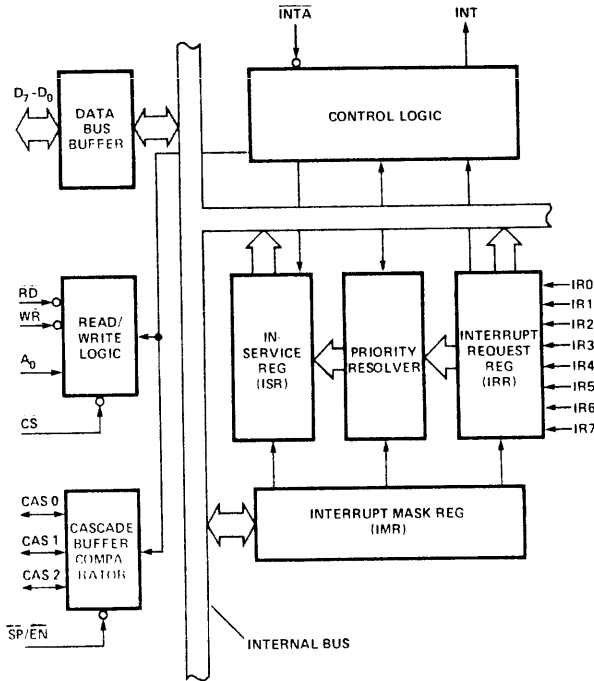 INTA
INT
D7-D0
DATA
BUS
BUFFER
CONTROL LOGIC
RD
WR
A0
CS
READ/
WRITE
LOGIC
IN-
SERVICE
REG
(ISR)
PRIORITY
RESOLVER
INTERRUPT
REQUEST
REG
(IRR)
IR0
IR1
IR2
IR3
IR4
IR5
IR6
IR7
CAS 0
CAS 1
CAS 2
CASCADE
BUFFER
COMPA
RATOR
INTERRUPT MASK REG
(IMR)
SP/EN
INTERNAL BUS